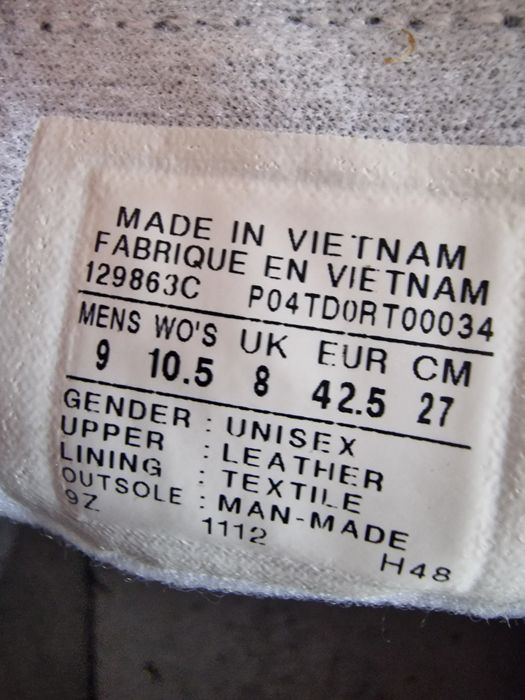 MADE IN VIETNAM
FABRIQUE EN VIETNAM
129863C P04TD0RT00034
MENS WO'S UK EUR CM
9 10.5 8 42.5 27
GENDER : UNISEX
UPPER : LEATHER
LINING : TEXTILE
OUTSOLE : MAN-MADE
9Z 1112 H48